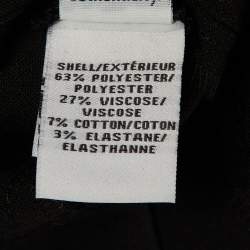 SHELL/EXTÉRIEUR
63% POLYESTER/
POLYESTER
27% VISCOSE/
VISCOSE
7% COTTON/COTON
3% ELASTANE/
ELASTHANNE